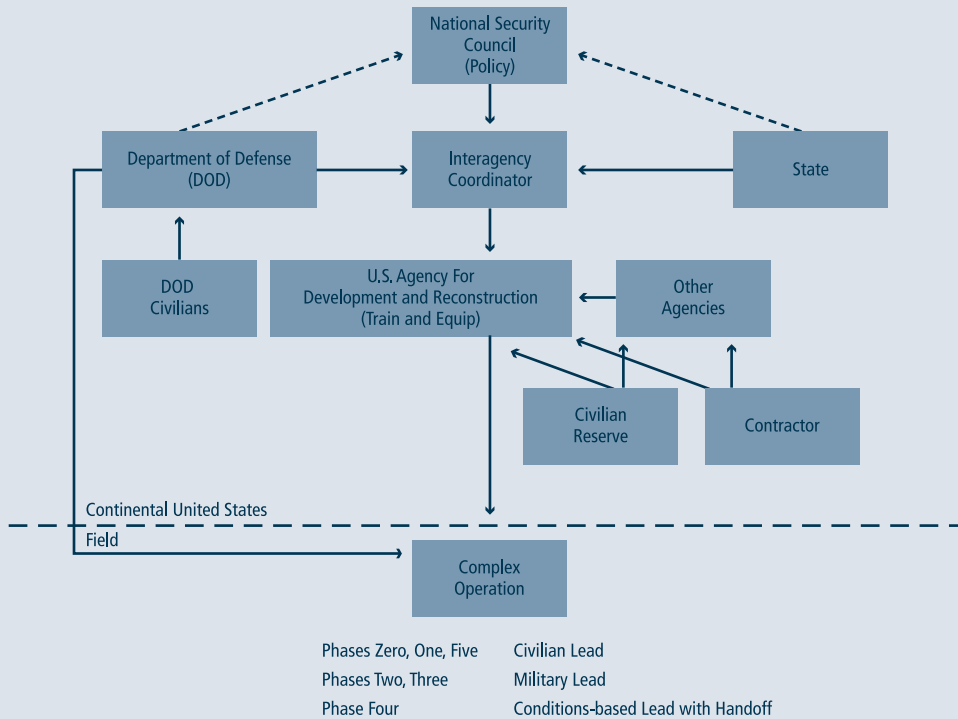 National Security
Council
(Policy)
Department of Defense
(DOD)
Interagency
Coordinator
State
DOD
Civilians
U.S. Agency For
Development and Reconstruction
(Train and Equip)
Other
Agencies
Civilian
Reserve
Contractor
Continental United States
Field
Complex
Operation
Phases Zero, One, Five Civilian Lead
Phases Two, Three Military Lead
Phase Four Conditions-based Lead with Handoff